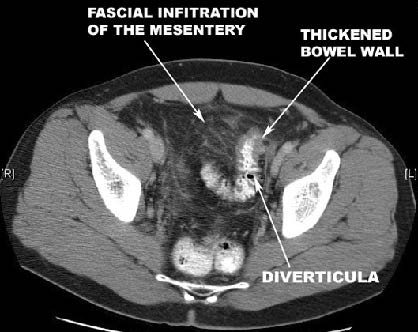 FASCIAL INFITRATION
OF THE MESENTERY
THICKENED
BOWEL WALL
[R]
[L]
DIVERTICULA